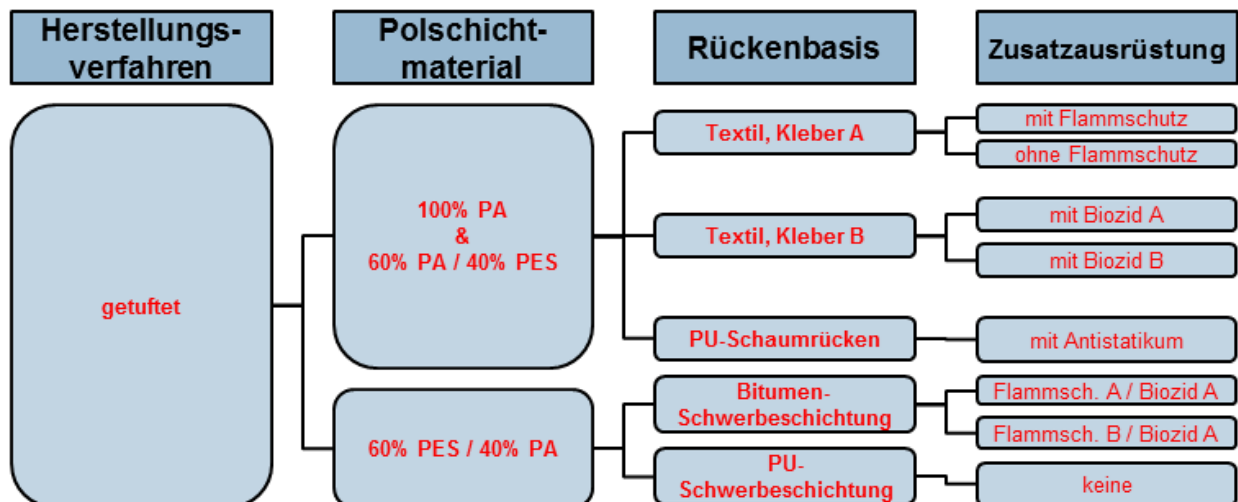 Herstellungs-
verfahren
Polschicht-
material
Rückenbasis
Zusatzausrüstung
getuftet
100% PA
&
60% PA / 40% PES
60% PES / 40% PA
Textil, Kleber A
Textil, Kleber B
PU-Schaumrücken
Bitumen-
Schwerbeschichtung
PU-
Schwerbeschichtung
mit Flammschutz
ohne Flammschutz
mit Biozid A
mit Biozid B
mit Antistatikum
Flammsch. A / Biozid A
Flammsch. B / Biozid A
keine